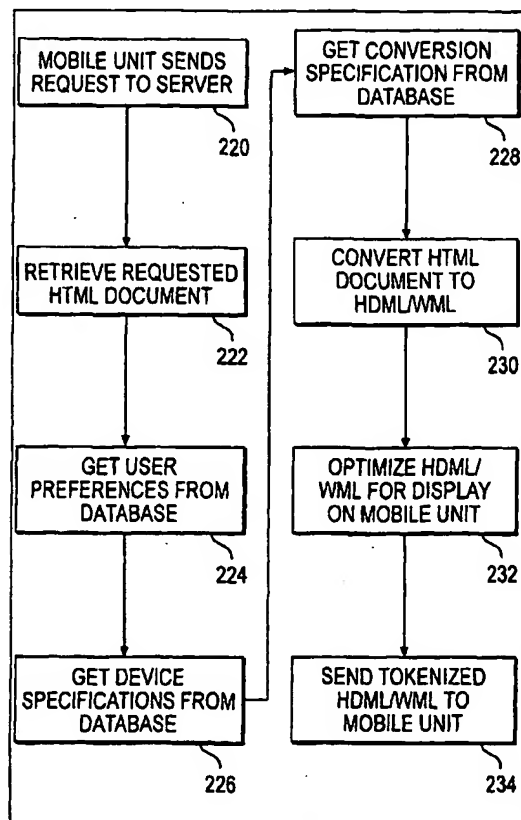 MOBILE UNIT SENDS
REQUEST TO SERVER
220
RETRIEVE REQUESTED
HTML DOCUMENT
222
GET USER
PREFERENCES FROM
DATABASE
224
GET DEVICE
SPECIFICATIONS FROM
DATABASE
226
GET CONVERSION
SPECIFICATION FROM
DATABASE
228
CONVERT HTML
DOCUMENT TO
HDML/WML
230
OPTIMIZE HDML/
WML FOR DISPLAY
ON MOBILE UNIT
232
SEND TOKENIZED
HDML/WML TO
MOBILE UNIT
234